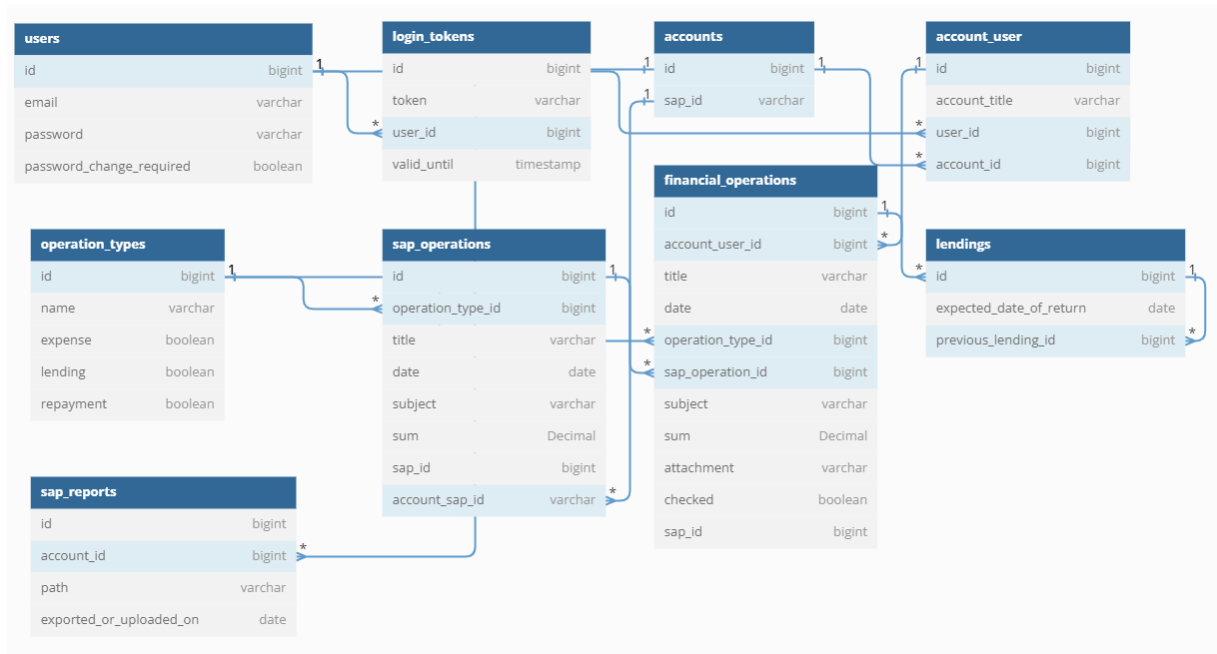 users
id bigint
email varchar
password varchar
password_change_required boolean
login_tokens
id bigint
token varchar
user_id bigint
valid_until timestamp
accounts
id bigint
sap_id varchar
account_user
id bigint
account_title varchar
user_id bigint
account_id bigint
operation_types
id bigint
name varchar
expense boolean
lending boolean
repayment boolean
sap_operations
id bigint
operation_type_id bigint
title varchar
date date
subject varchar
sum Decimal
sap_id bigint
account_sap_id varchar
financial_operations
id bigint
account_user_id bigint
title varchar
date date
operation_type_id bigint
sap_operation_id bigint
subject varchar
sum Decimal
attachment varchar
checked boolean
sap_id bigint
lendings
id bigint
expected_date_of_return date
previous_lending_id bigint
sap_reports
id bigint
account_id bigint
path varchar
exported_or_uploaded_on date
1
*
1
1
1
1
*
*
1
*
*
1
*
*
1
*
1
*
*